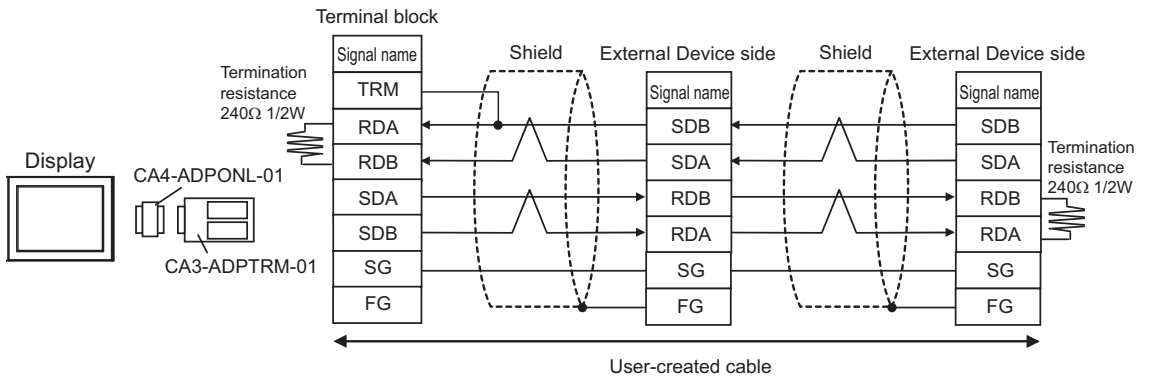 Terminal block
Signal name
TRM
RDA
RDB
SDA
SDB
SG
FG
Termination
resistance
240Ω 1/2W
Display
CA4-ADPONL-01
CA3-ADPTRM-01
Shield
External Device side
Signal name
SDB
SDA
RDB
RDA
SG
FG
Shield
External Device side
Signal name
SDB
SDA
RDB
RDA
SG
FG
Termination
resistance
240Ω 1/2W
User-created cable